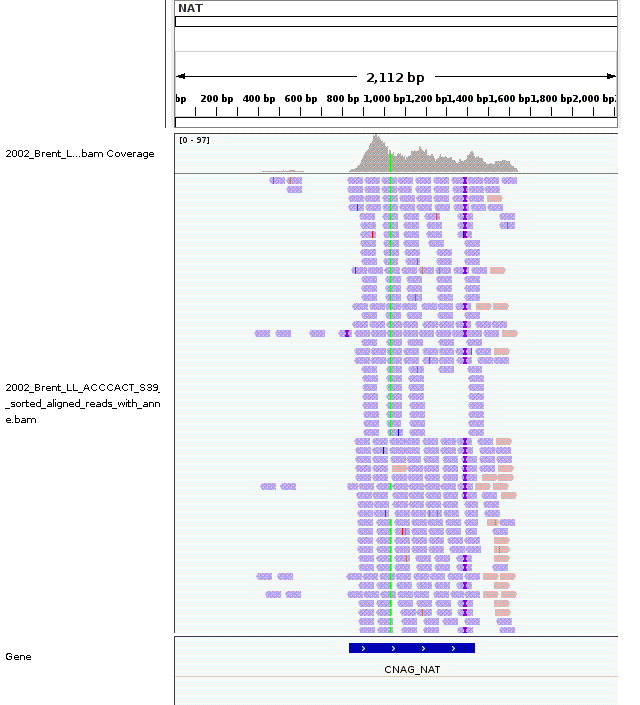 NAT
2,112 bp
bp 200 bp 400 bp 600 bp 800 bp 1,000 bp 1,200 bp 1,400 bp 1,600 bp 1,800 bp 2,000 bp
2002_Brent_L...bam Coverage
[0 - 97]
2002_Brent_LL_ACCCACT_S39_
_sorted_aligned_reads_with_ann
e.bam
Gene
CNAG_NAT